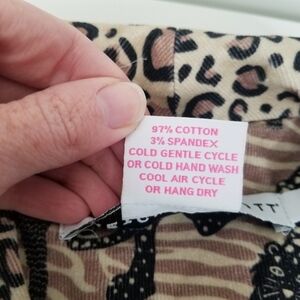 97% COTTON
3% SPANDEX
COLD GENTLE CYCLE
OR COLD HAND WASH
COOL AIR CYCLE
OR HANG DRY